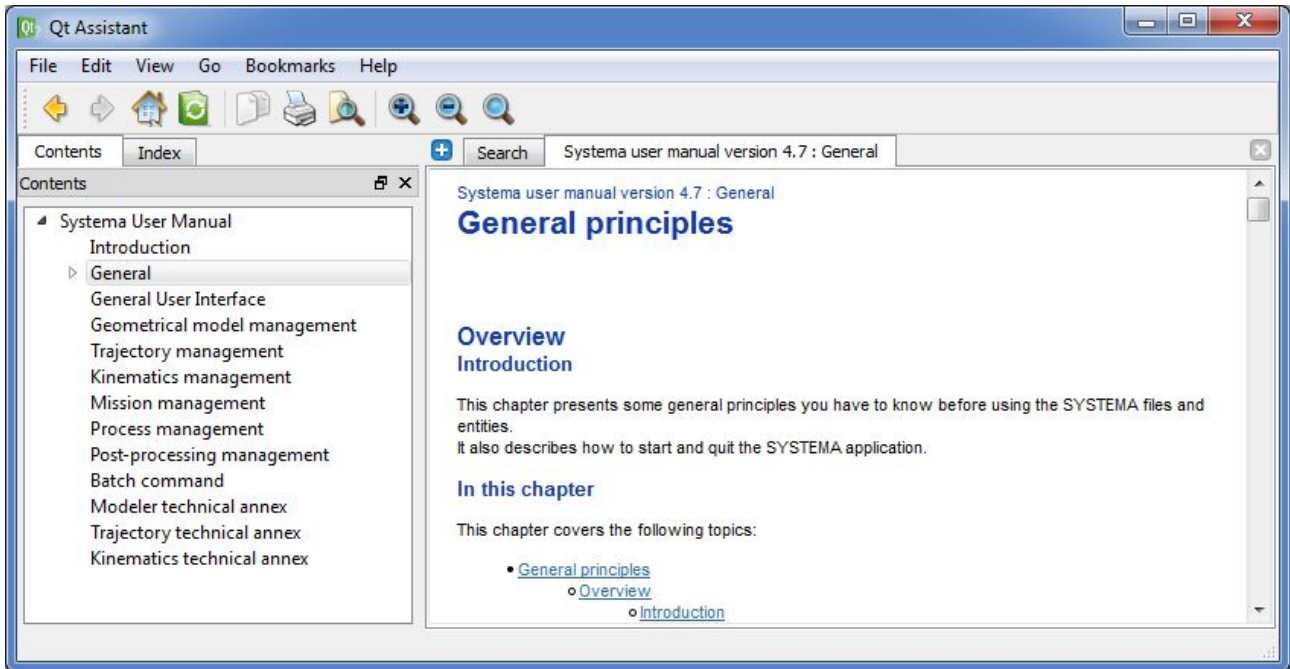 Qt Assistant
File Edit View Go Bookmarks Help
Contents Index
Search Systema user manual version 4.7 : General
Contents
Systema User Manual
Introduction
General
General User Interface
Geometrical model management
Trajectory management
Kinematics management
Mission management
Process management
Post-processing management
Batch command
Modeler technical annex
Trajectory technical annex
Kinematics technical annex
Systema user manual version 4.7 : General
General principles
Overview
Introduction
This chapter presents some general principles you have to know before using the SYSTEMA files and
entities.
It also describes how to start and quit the SYSTEMA application.
In this chapter
This chapter covers the following topics:
General principles
Overview
Introduction